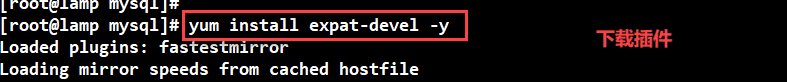 [root@lamp mysql]#
[root@lamp mysql]# yum install expat-devel -y
Loaded plugins: fastestmirror
下载插件
Loading mirror speeds from cached hostfile